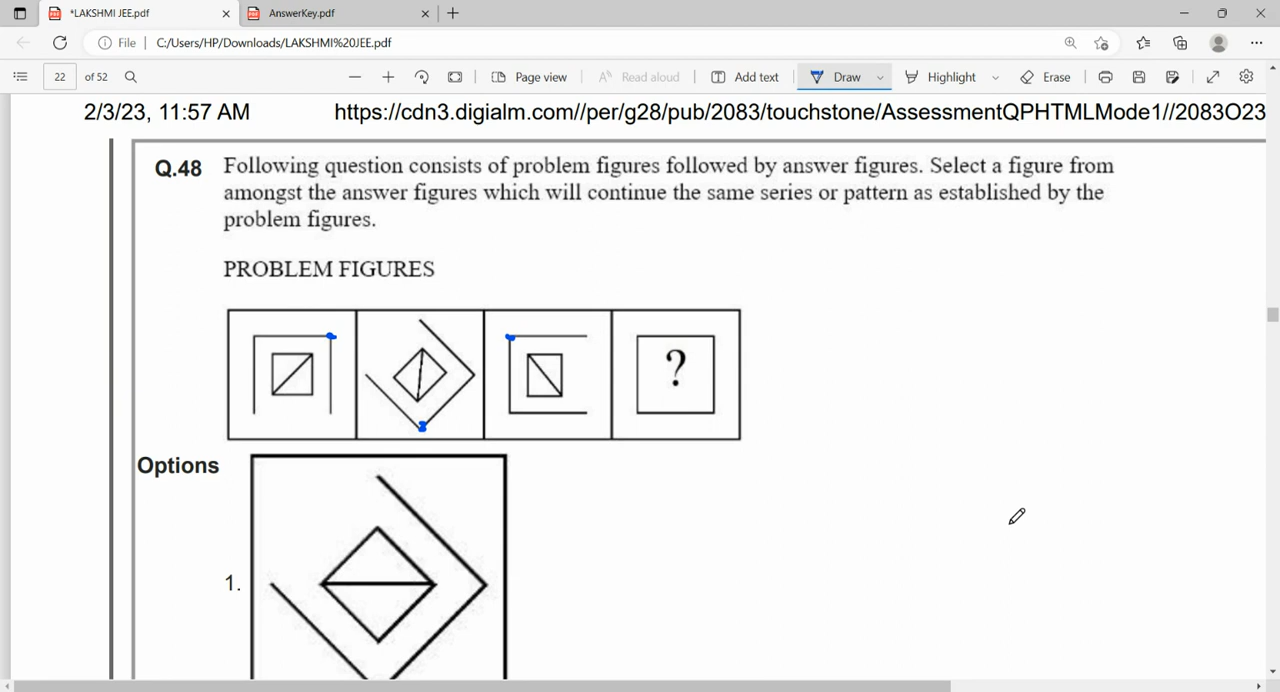 *LAKSHMI JEE.pdf
AnswerKey.pdf
File
C:/Users/HP/Downloads/LAKSHMI%20JEE.pdf
22 of 52
Page view
Read aloud
Add text
Draw
Highlight
Erase
2/3/23, 11:57 AM
https://cdn3.digialm.com//per/g28/pub/2083/touchstone/AssessmentQPHTMLMode1//2083O23
Q.48 Following question consists of problem figures followed by answer figures. Select a figure from
amongst the answer figures which will continue the same series or pattern as established by the
problem figures.
PROBLEM FIGURES
?
Options
1.